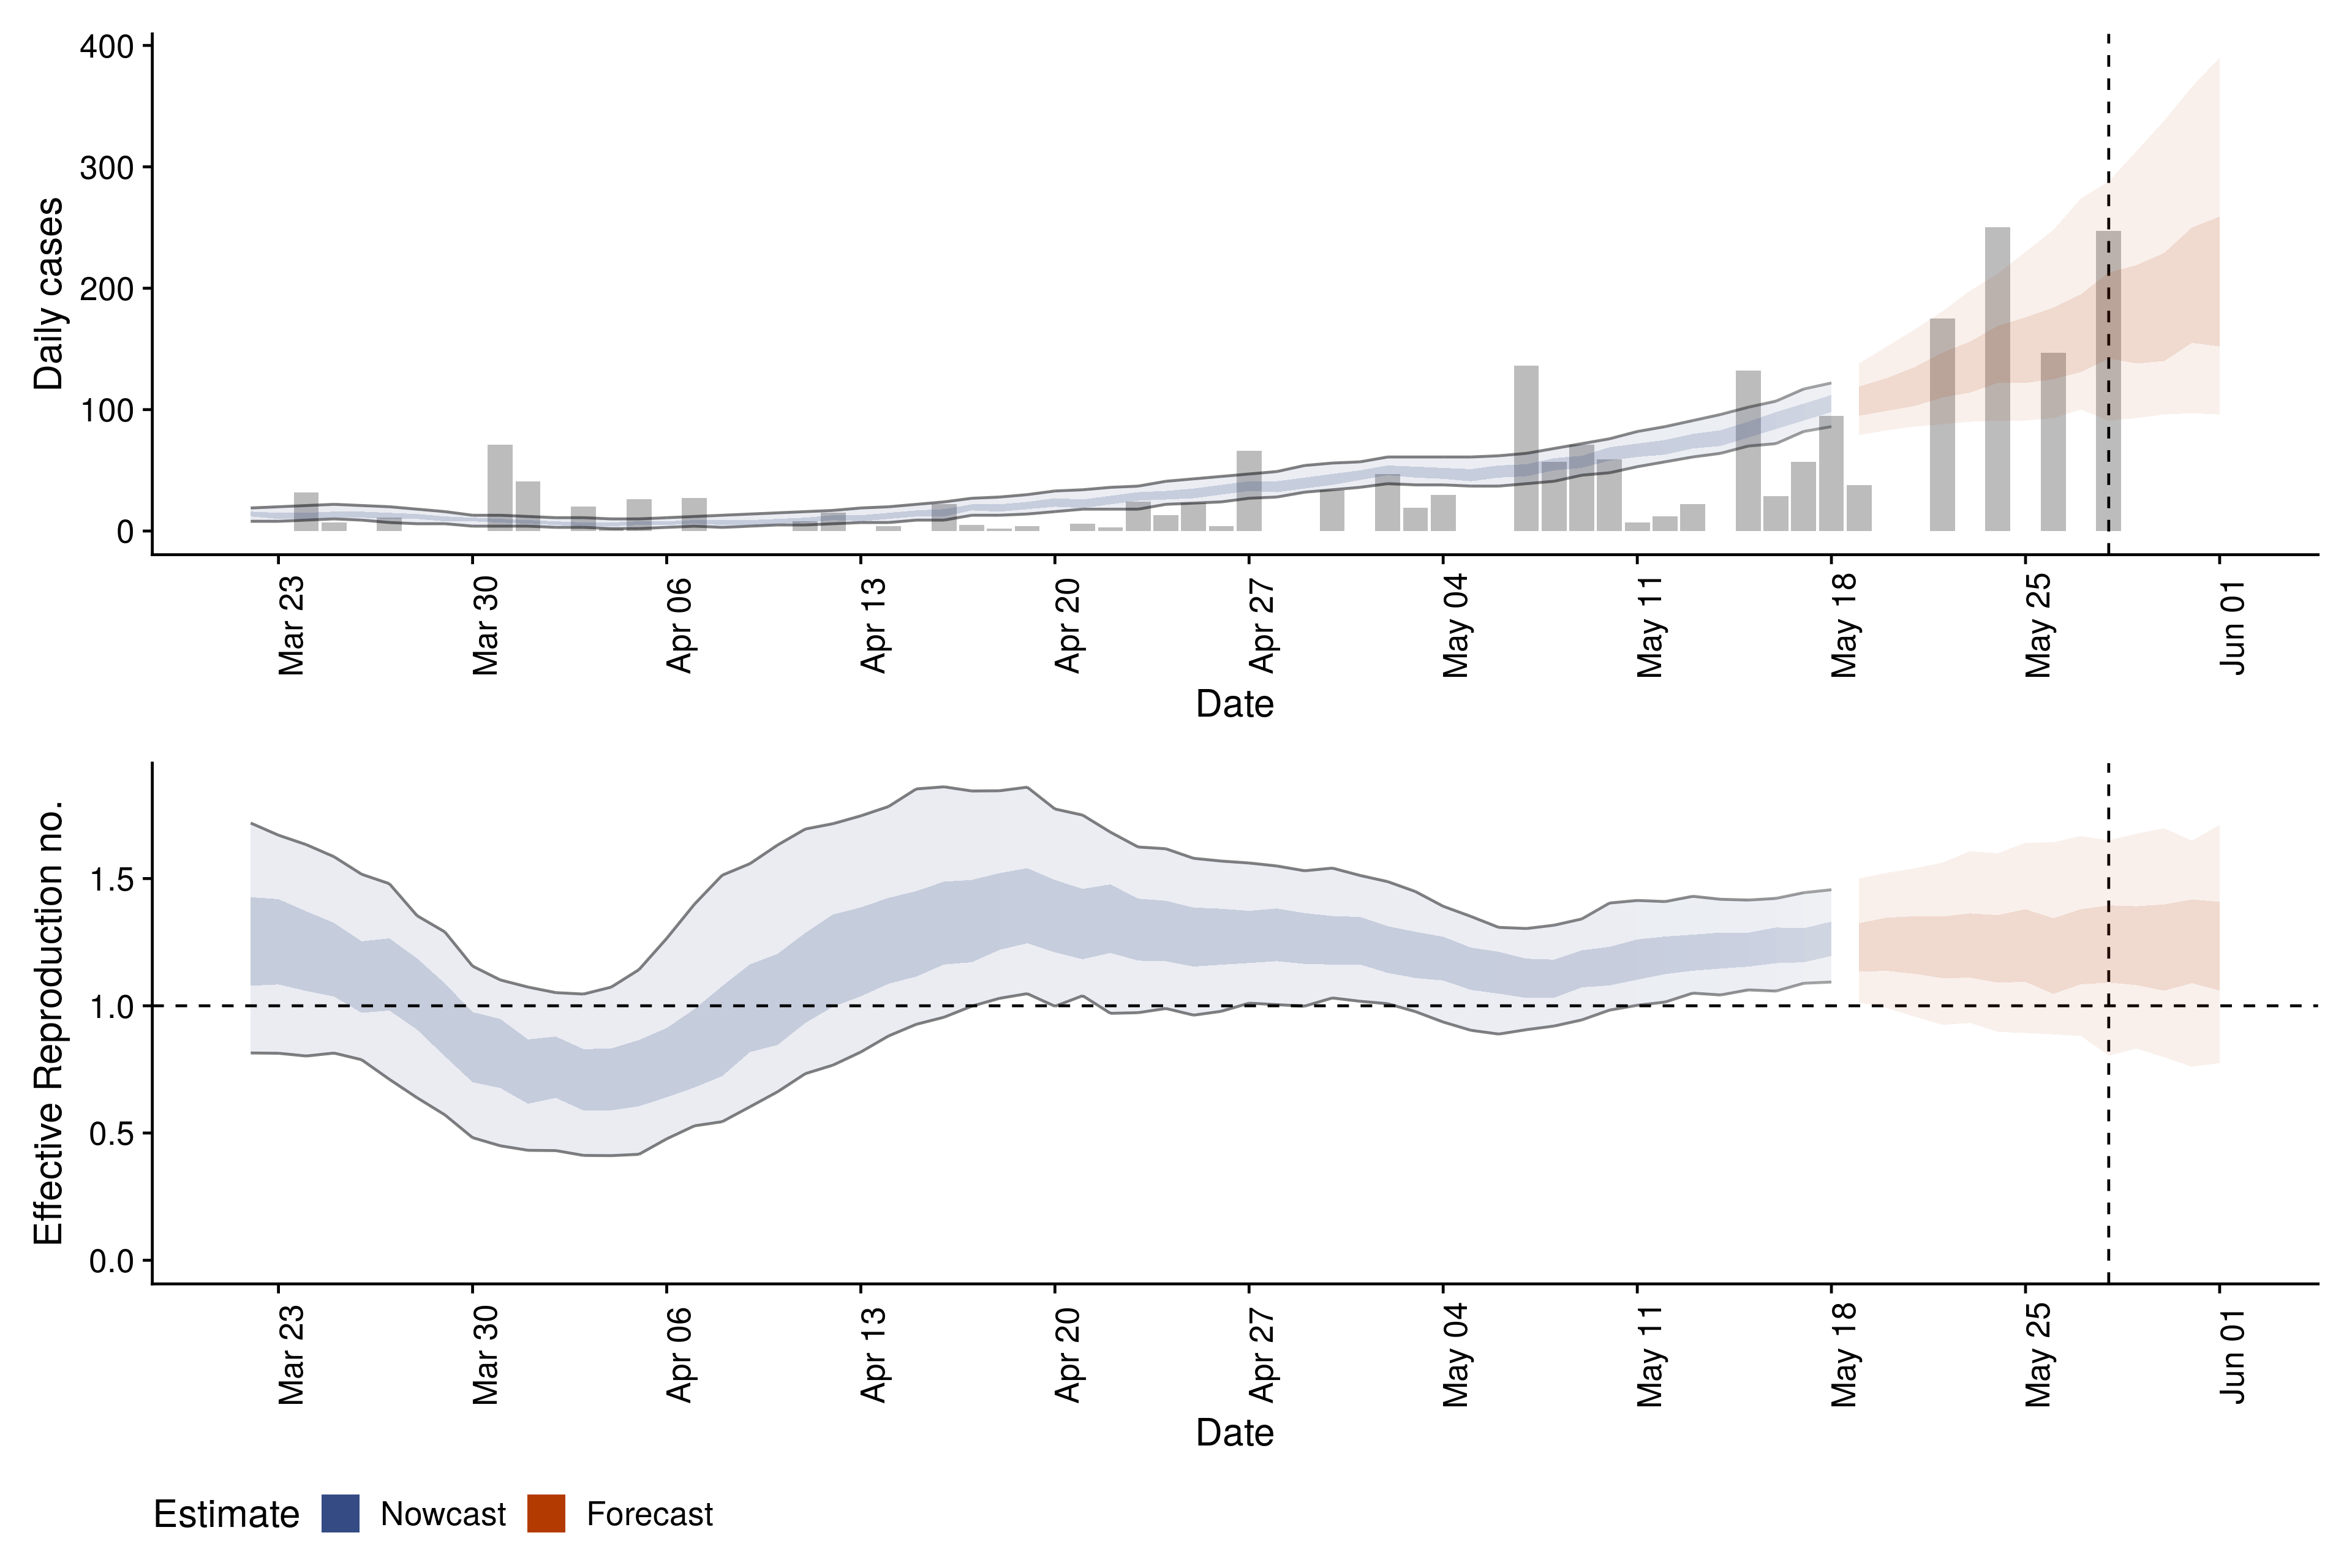 Daily cases
400
300
200
100
0
Mar 23
Mar 30
Apr 06
Apr 13
Apr 20
Apr 27
May 04
May 11
May 18
May 25
Jun 01
Date
Effective Reproduction no.
1.5
1.0
0.5
0.0
Mar 23
Mar 30
Apr 06
Apr 13
Apr 20
Apr 27
May 04
May 11
May 18
May 25
Jun 01
Date
Estimate Nowcast Forecast